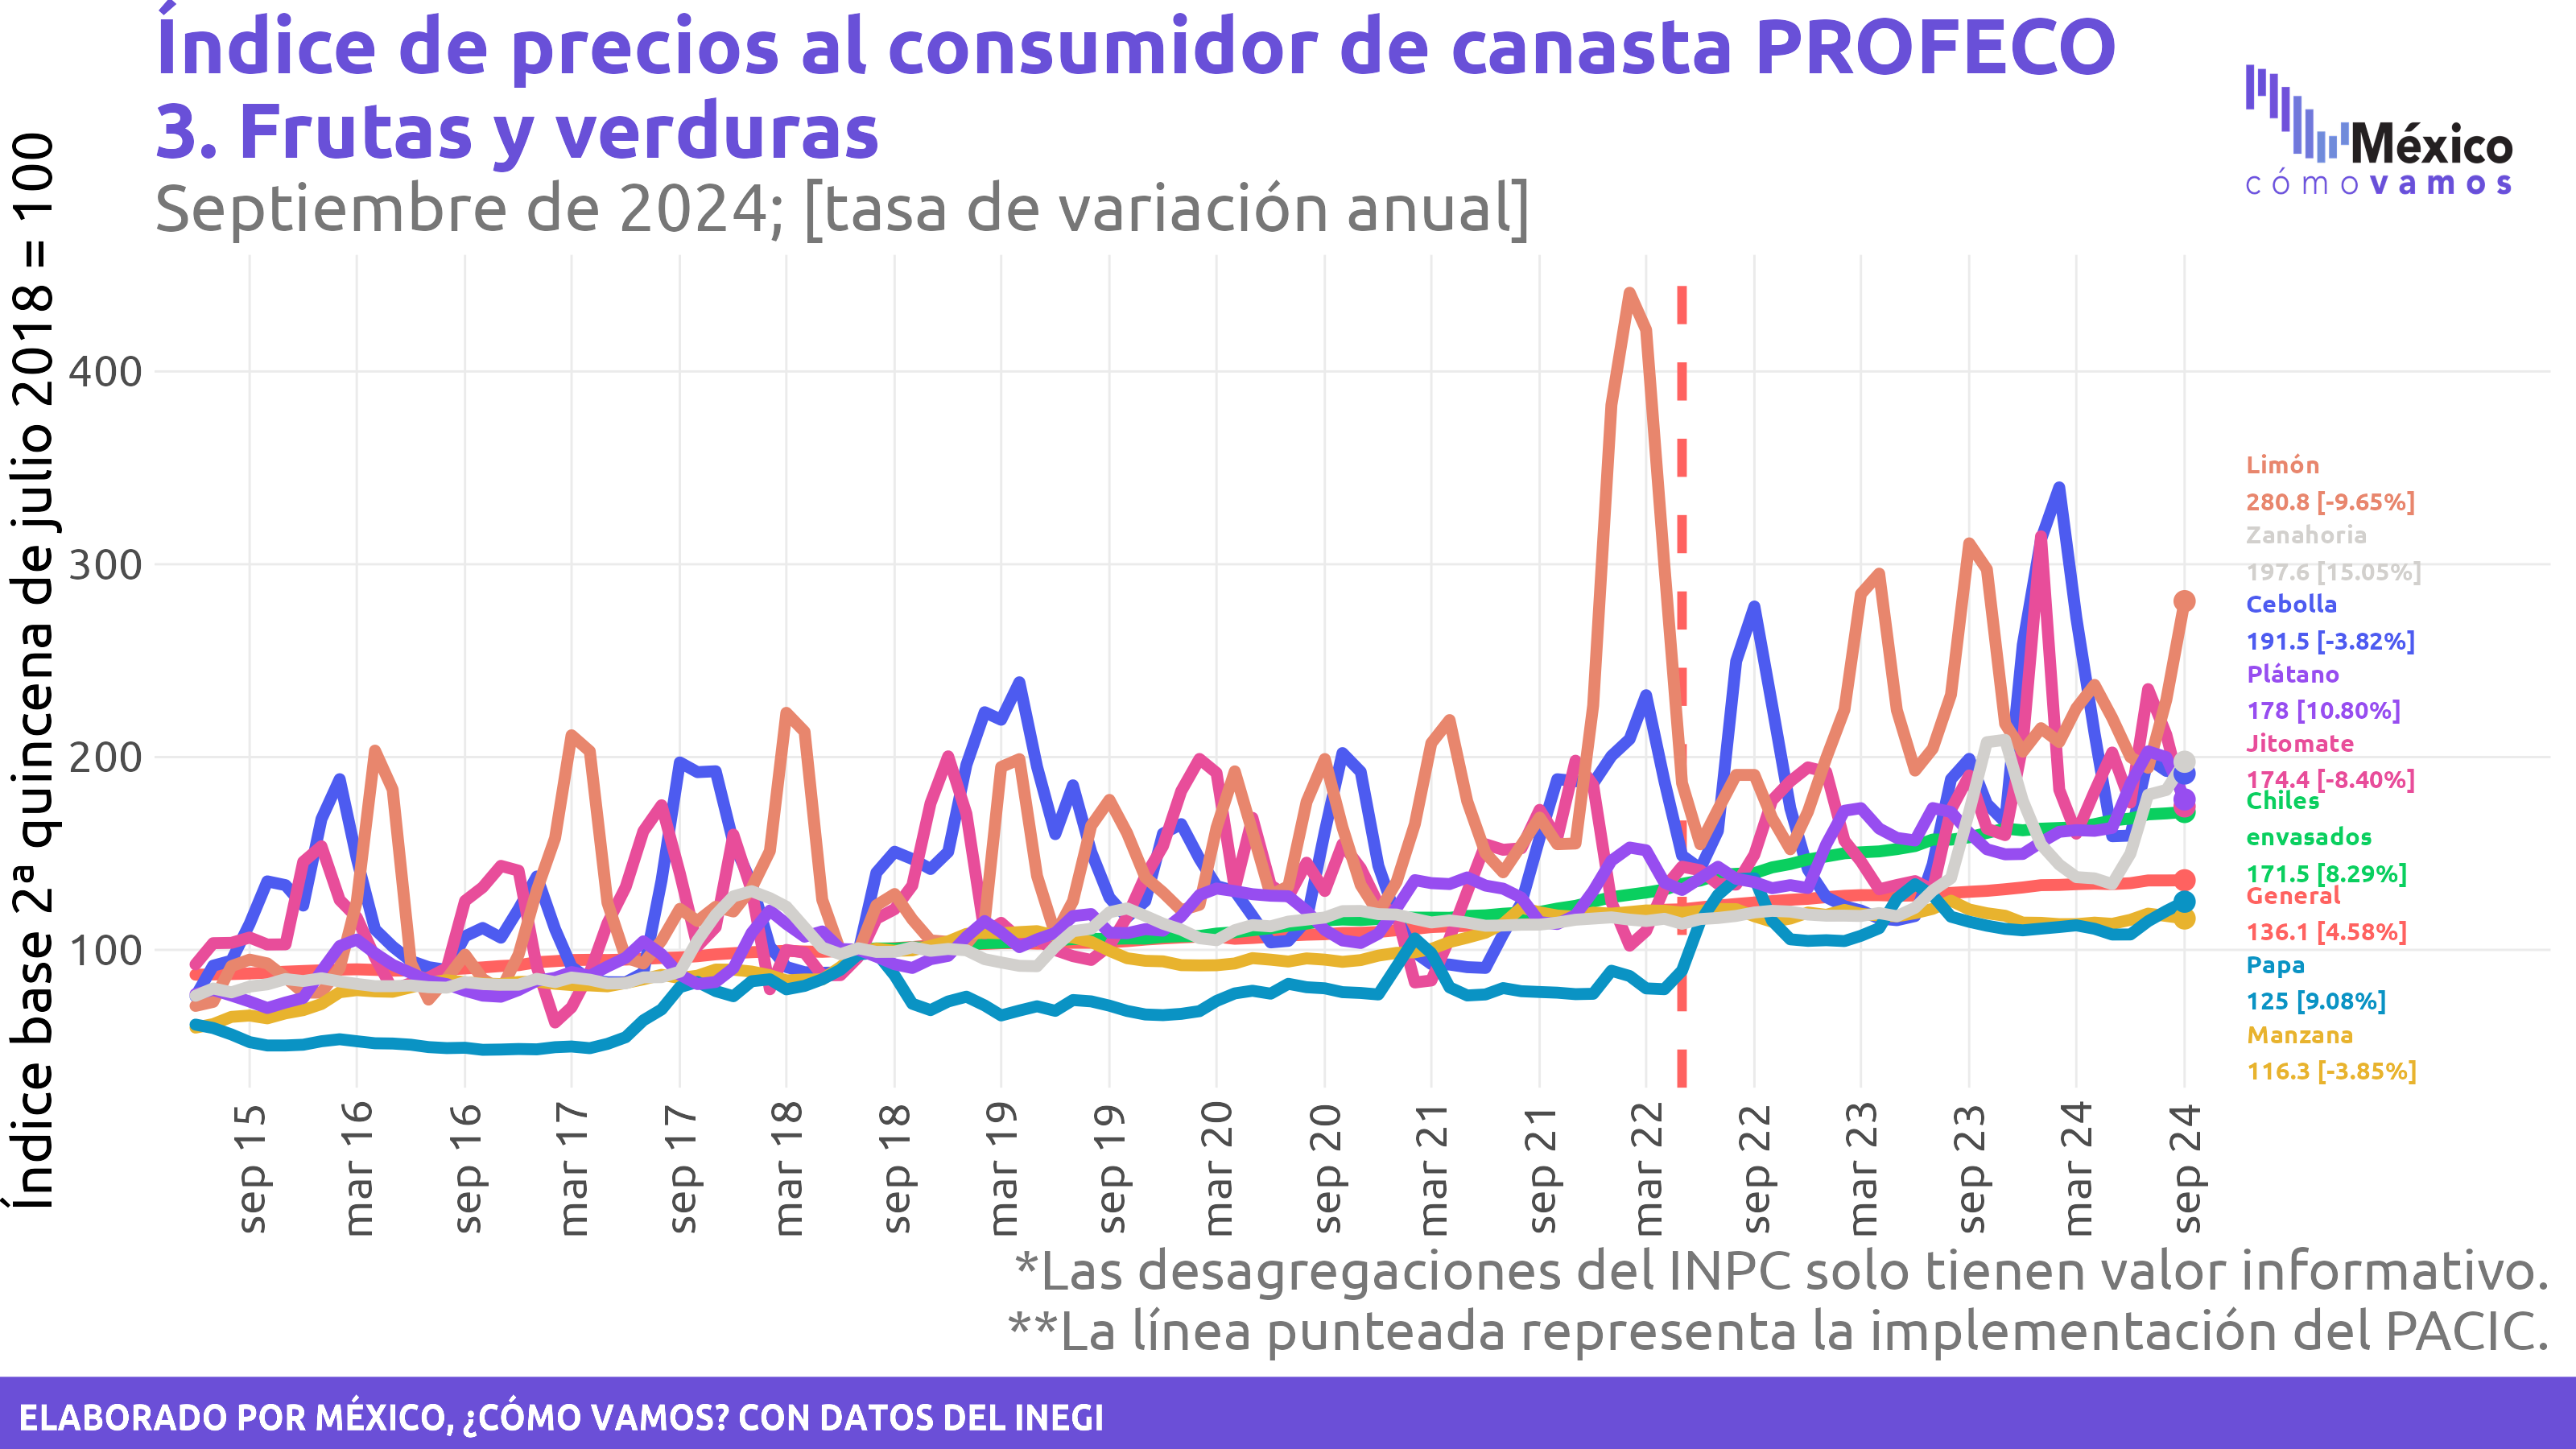 Índice de precios al consumidor de canasta PROFECO
3. Frutas y verduras
Septiembre de 2024; [tasa de variación anual]
México
cómo vamos
Índice base 2ª quincena de julio 2018 = 100
400
300
200
100
Limón
280.8 [-9.65%]
Zanahoria
197.6 [15.05%]
Cebolla
191.5 [-3.82%]
Plátano
178 [10.80%]
Jitomate
174.4 [-8.40%]
Chiles
envasados
171.5 [8.29%]
General
136.1 [4.58%]
Papa
125 [9.08%]
Manzana
116.3 [-3.85%]
sep 15
mar 16
sep 16
mar 17
sep 17
mar 18
sep 18
mar 19
sep 19
mar 20
sep 20
mar 21
sep 21
mar 22
sep 22
mar 23
sep 23
mar 24
sep 24
*Las desagregaciones del INPC solo tienen valor informativo.
**La línea punteada representa la implementación del PACIC.
ELABORADO POR MÉXICO, ¿CÓMO VAMOS? CON DATOS DEL INEGI